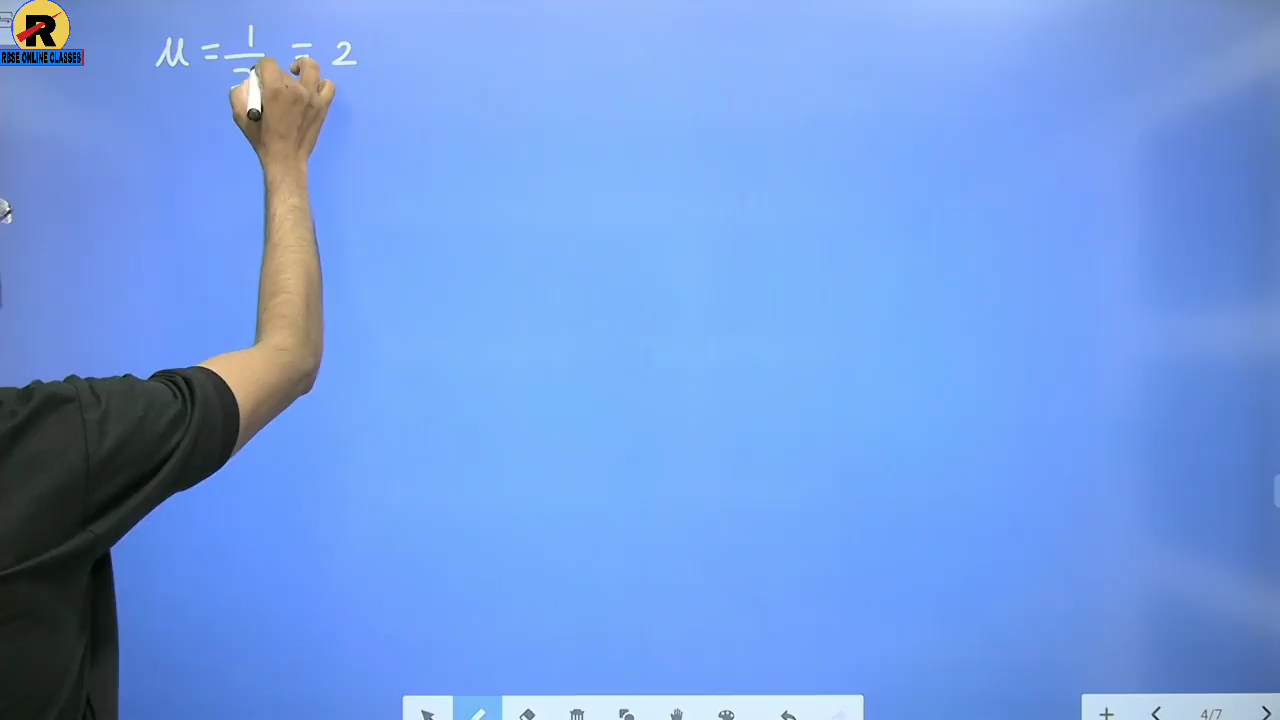 R
RBSE ONLINE CLASSES
μ = 1/ = 2
4/7